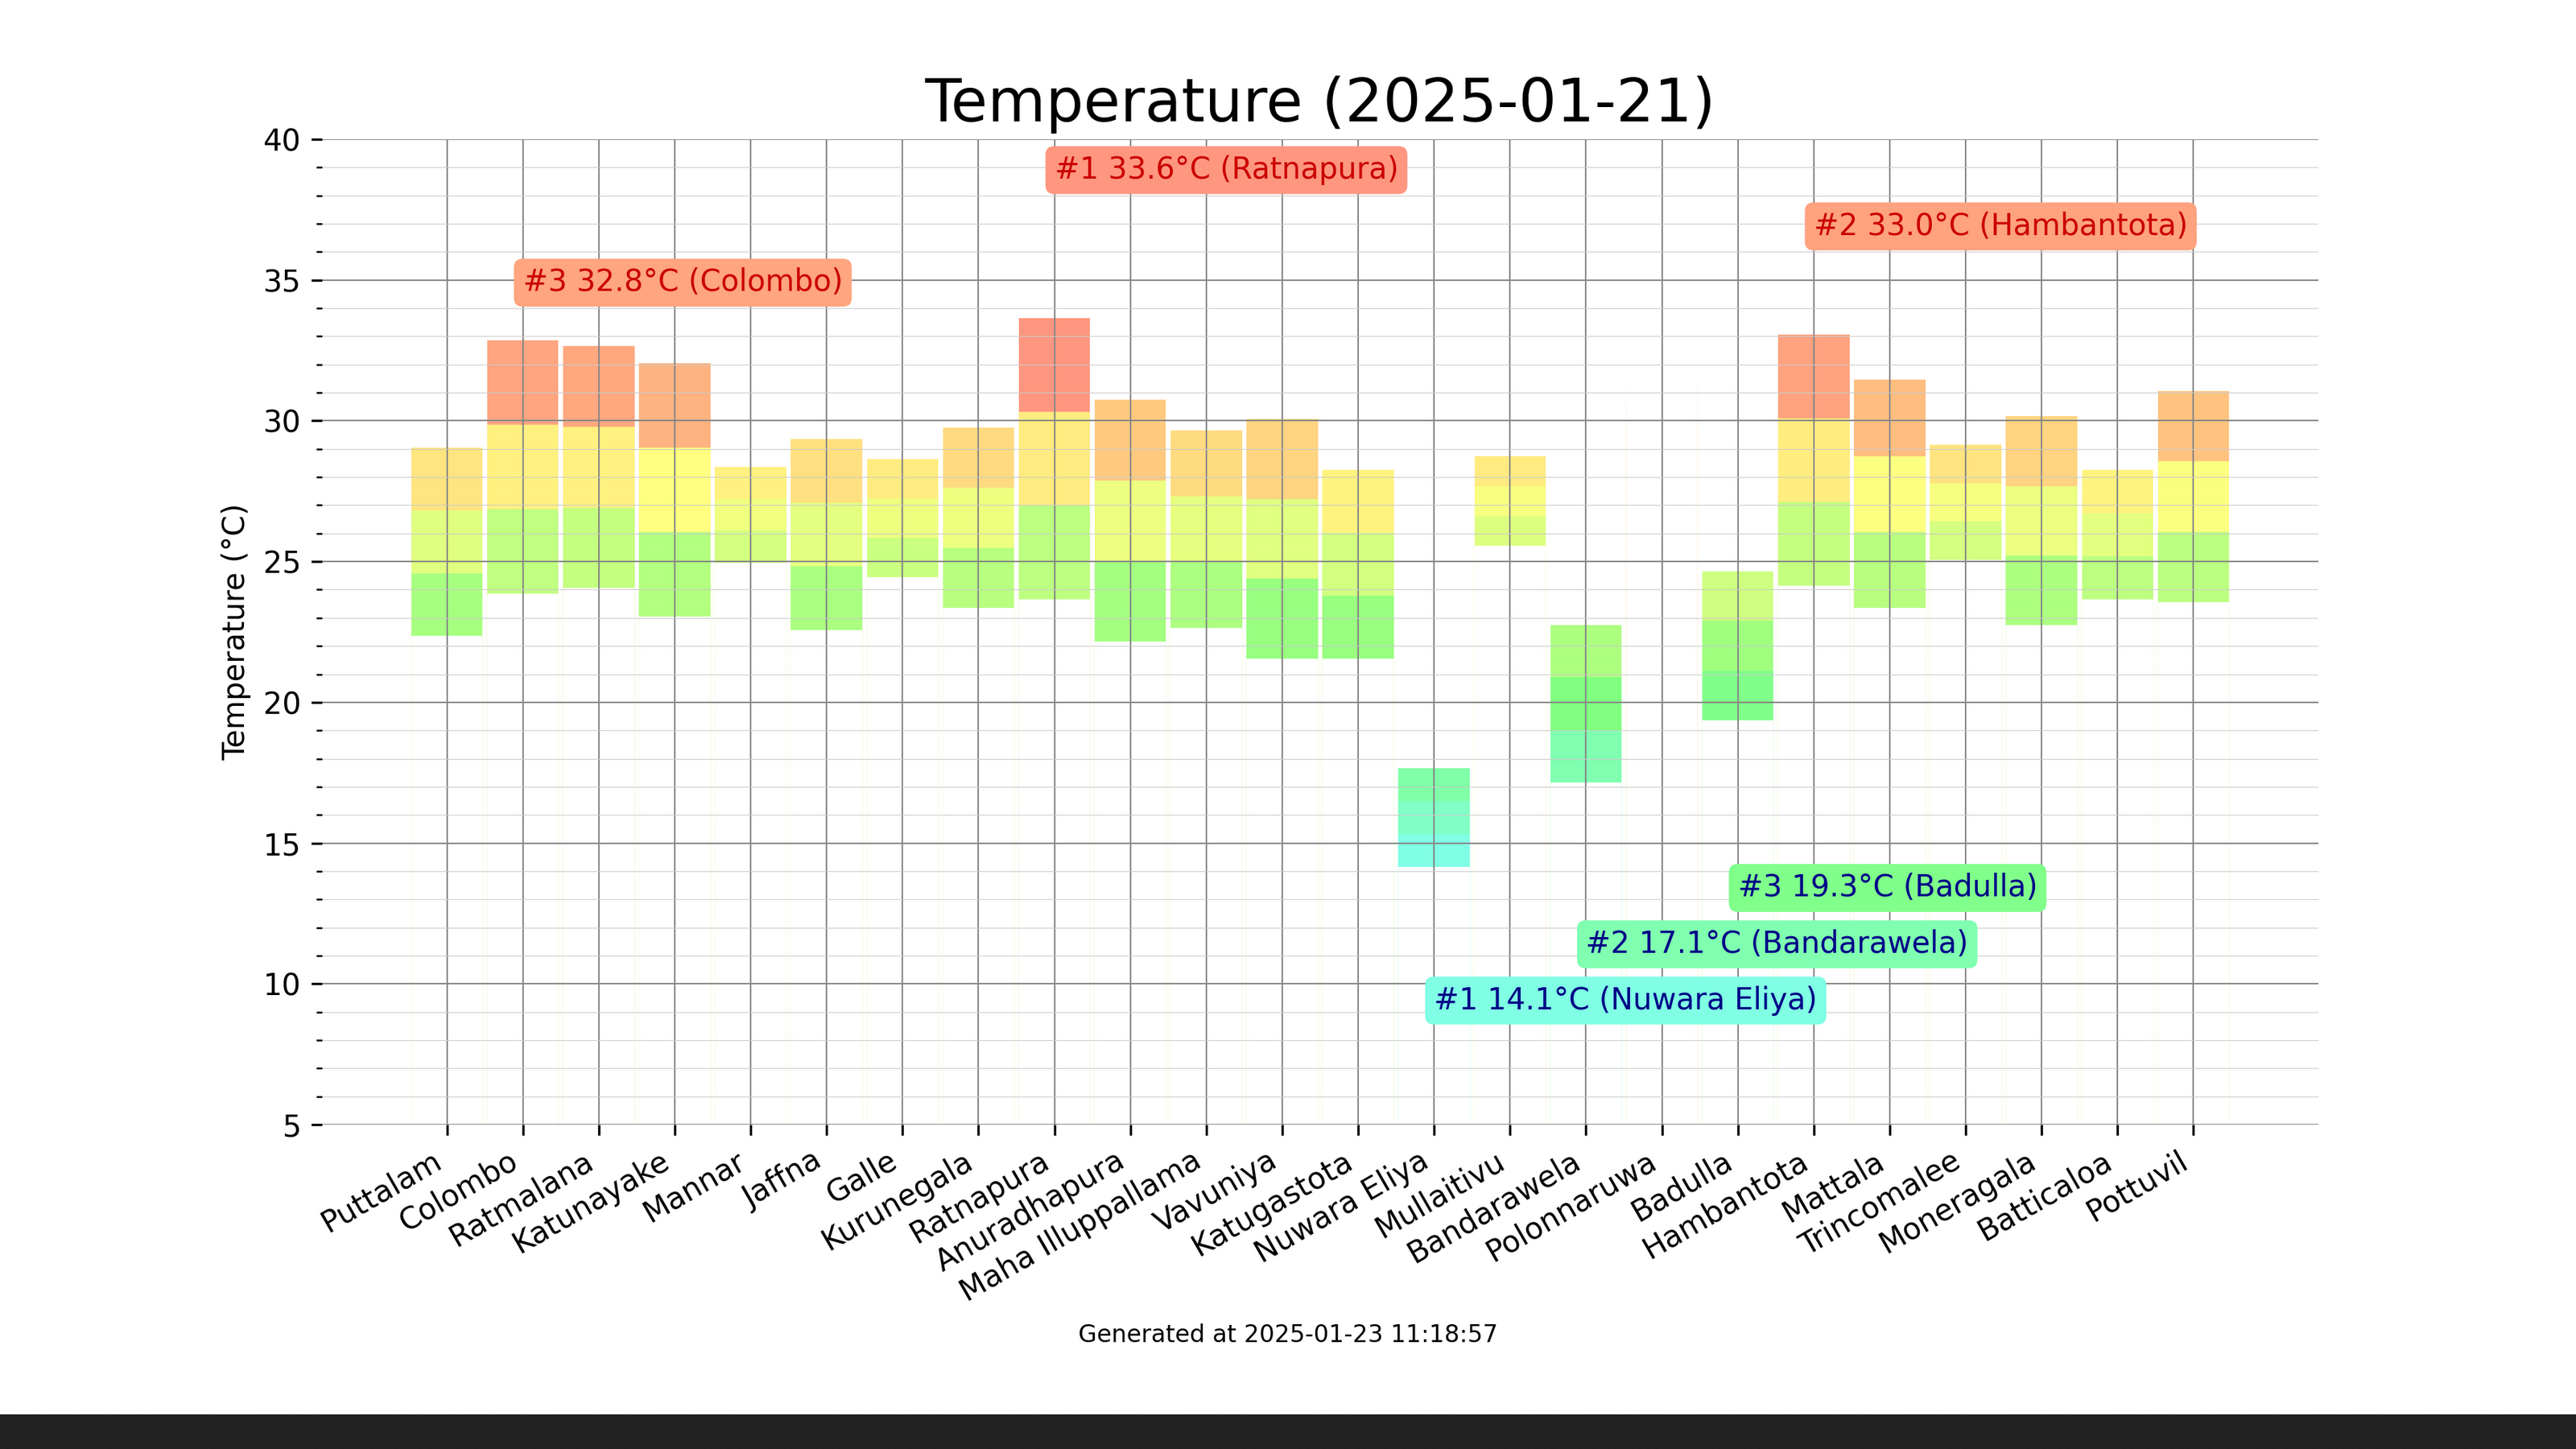 Temperature (2025-01-21)
40
#1 33.6°C (Ratnapura)
#2 33.0°C (Hambantota)
35
#3 32.8°C (Colombo)
30
25
Temperature (°C)
20
15
#3 19.3°C (Badulla)
#2 17.1°C (Bandarawela)
10
#1 14.1°C (Nuwara Eliya)
5
Puttalam
Colombo
Ratmalana
Katunayake
Mannar
Jaffna
Galle
Kurunegala
Ratnapura
Anuradhapura
Maha Illuppallama
Vavuniya
Katugastota
Nuwara Eliya
Mullaitivu
Bandarawela
Polonnaruwa
Badulla
Hambantota
Mattala
Trincomalee
Moneragala
Batticaloa
Pottuvil
Generated at 2025-01-23 11:18:57